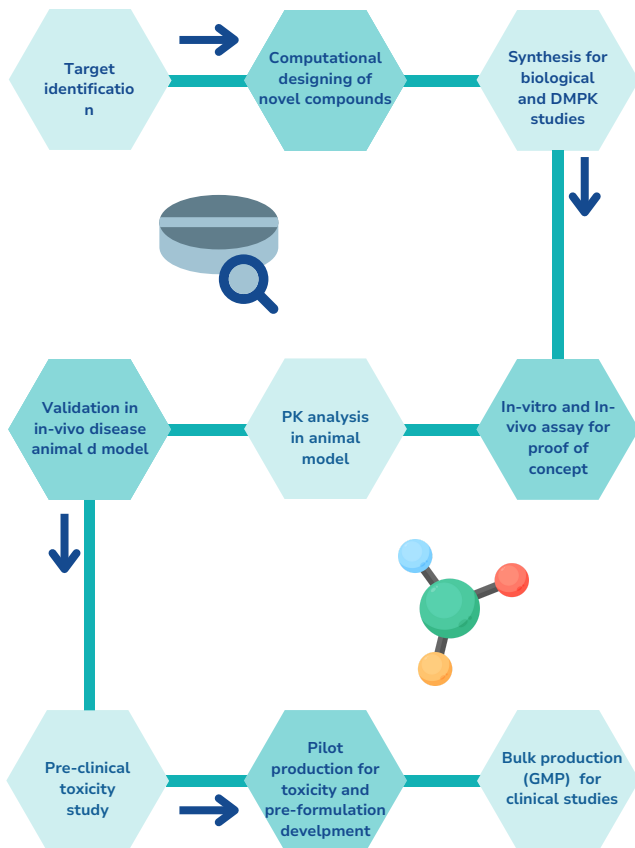 Target
identificatio
n
Computational
designing of
novel compounds
Synthesis for
biological
and DMPK
studies
In-vitro and In-
vivo assay for
proof of
concept
PK analysis
in animal
model
Validation in
in-vivo disease
animal d model
Pre-clinical
toxicity
study
Pilot
production for
toxicity and
pre-formulation
develpment
Bulk production
(GMP)  for
clinical studies